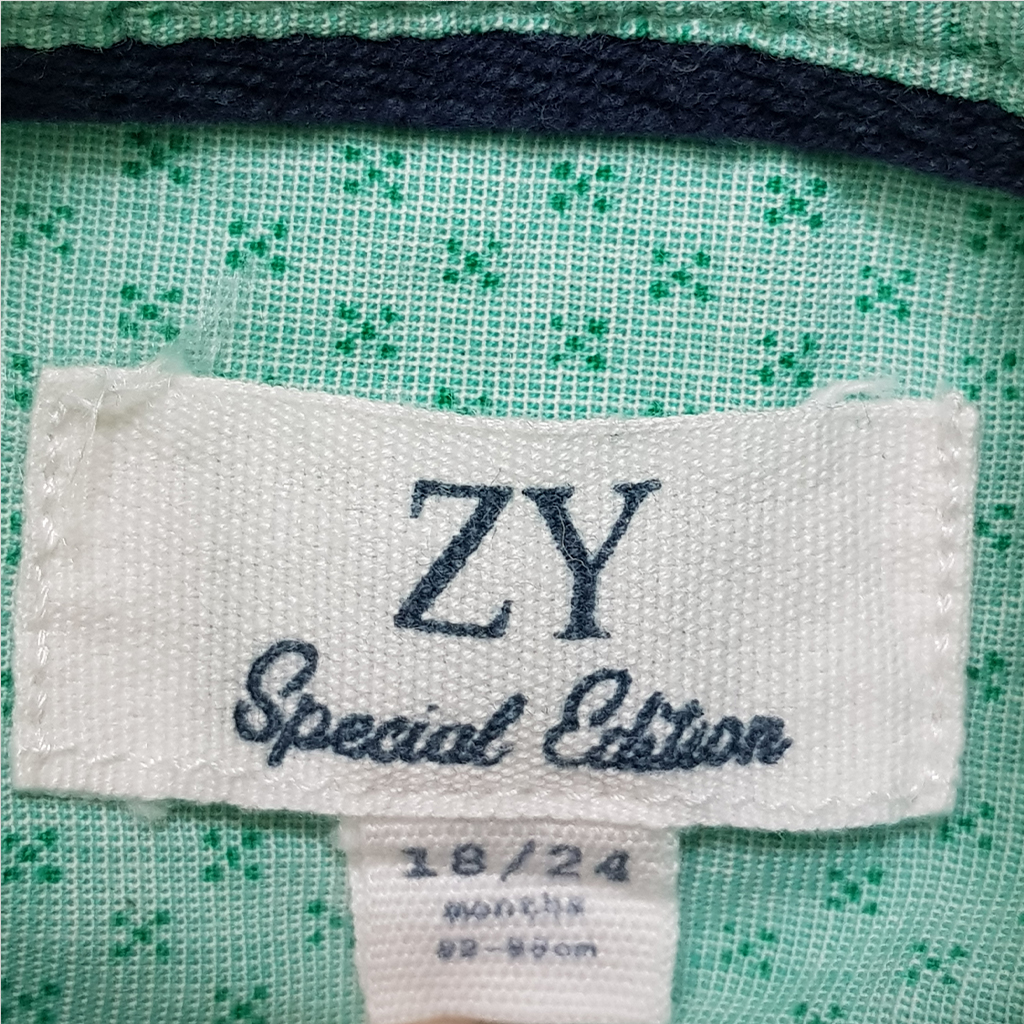 ZY
Special Edition
18/24
months